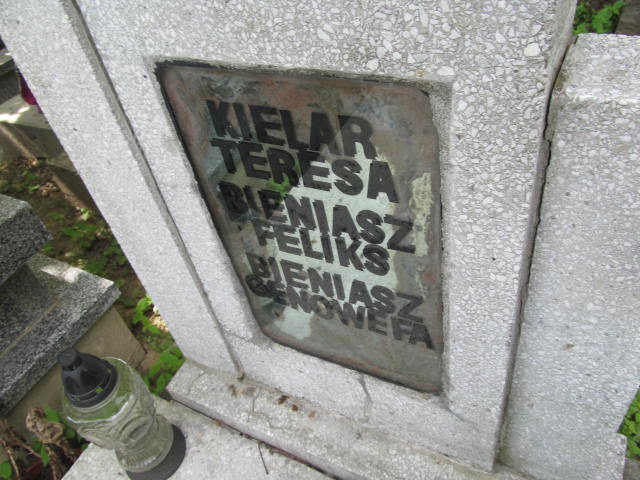 KIELAR
TERESA
BIENIASZ
FELIKS
BIENIASZ
GENOWEFA